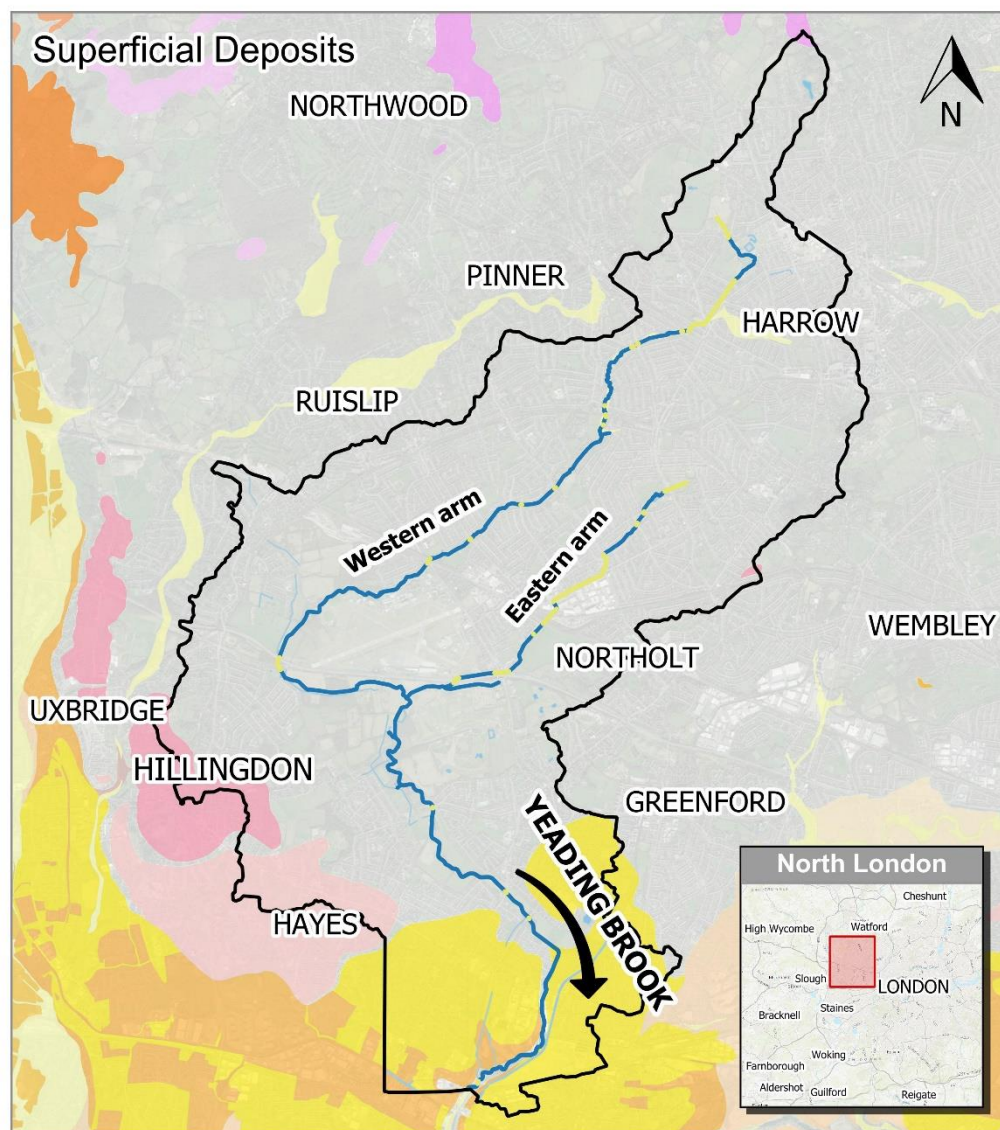 Superficial Deposits
N
NORTHWOOD
PINNER
HARROW
RUISLIP
Western arm
Eastern arm
WEMBLEY
NORTHOLT
UXBRIDGE
HILLINGDON
GREENFORD
YEADING BROOK
HAYES
North London
Cheshunt
High Wycombe
Watford
Slough
LONDON
Staines
Bracknell
Woking
Farnborough
Aldershot
Guilford
Reigate